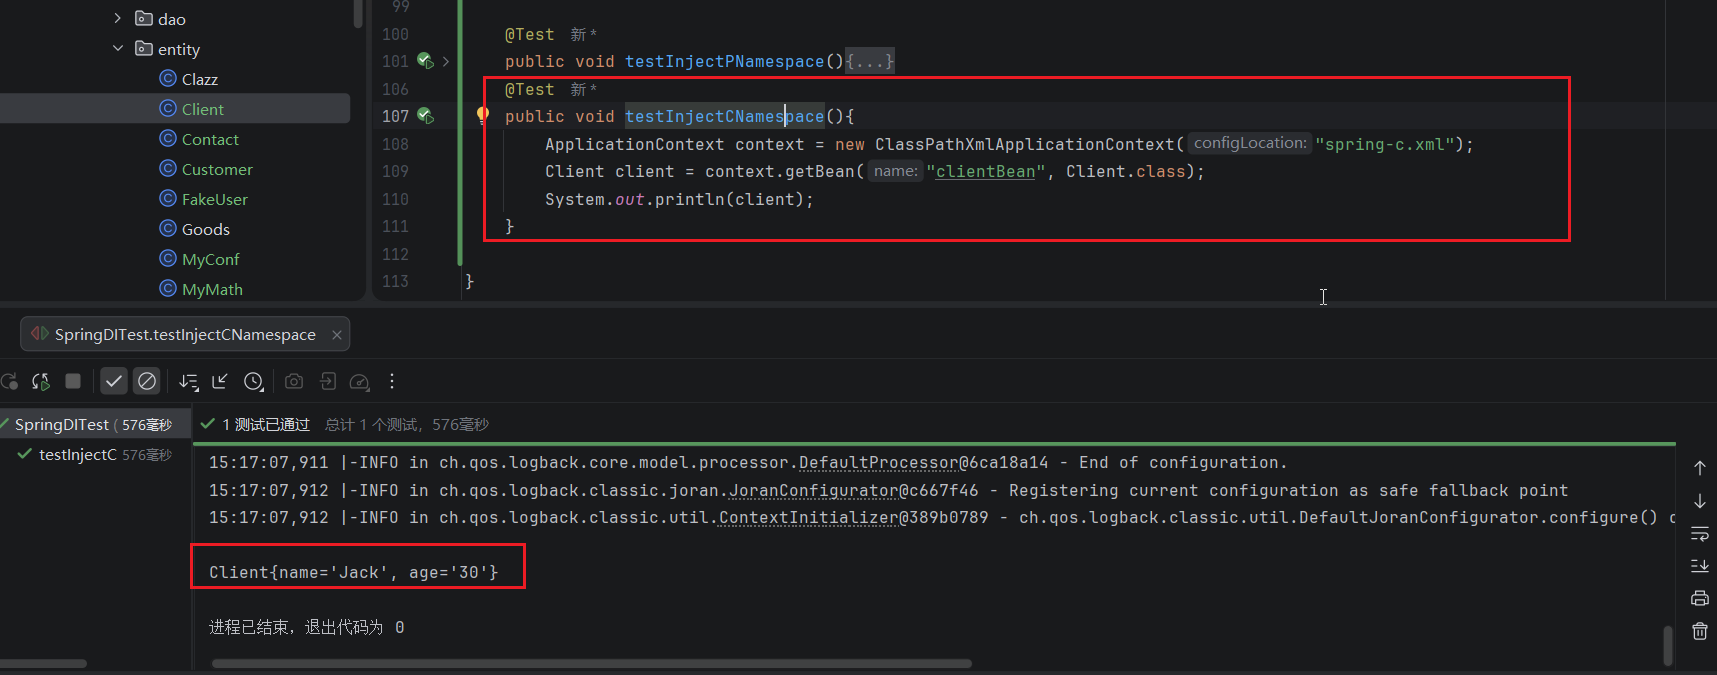 dao
entity
Clazz
Client
Contact
Customer
FakeUser
Goods
MyConf
MyMath
99
100 @Test 新 *
101 public void testInjectPNamespace(){...}
106 @Test 新 *
107 public void testInjectCNamespace(){
108 ApplicationContext context = new ClassPathXmlApplicationContext( configLocation: "spring-c.xml");
109 Client client = context.getBean( name: "clientBean", Client.class);
110 System.out.println(client);
111 }
112
113 }
SpringDITest.testInjectCNamespace
SpringDITest ( 576毫秒
testInjectC 576毫秒
1 测试已通过 总计 1 个测试, 576毫秒
15:17:07,911 |-INFO in ch.qos.logback.core.model.processor.DefaultProcessor@6ca18a14 - End of configuration.
15:17:07,912 |-INFO in ch.qos.logback.classic.joran.JoranConfigurator@c667f46 - Registering current configuration as safe fallback point
15:17:07,912 |-INFO in ch.qos.logback.classic.util.ContextInitializer@389b0789 - ch.qos.logback.classic.util.DefaultJoranConfigurator.configure() c
Client{name='Jack', age='30'}
进程已结束，退出代码为 0